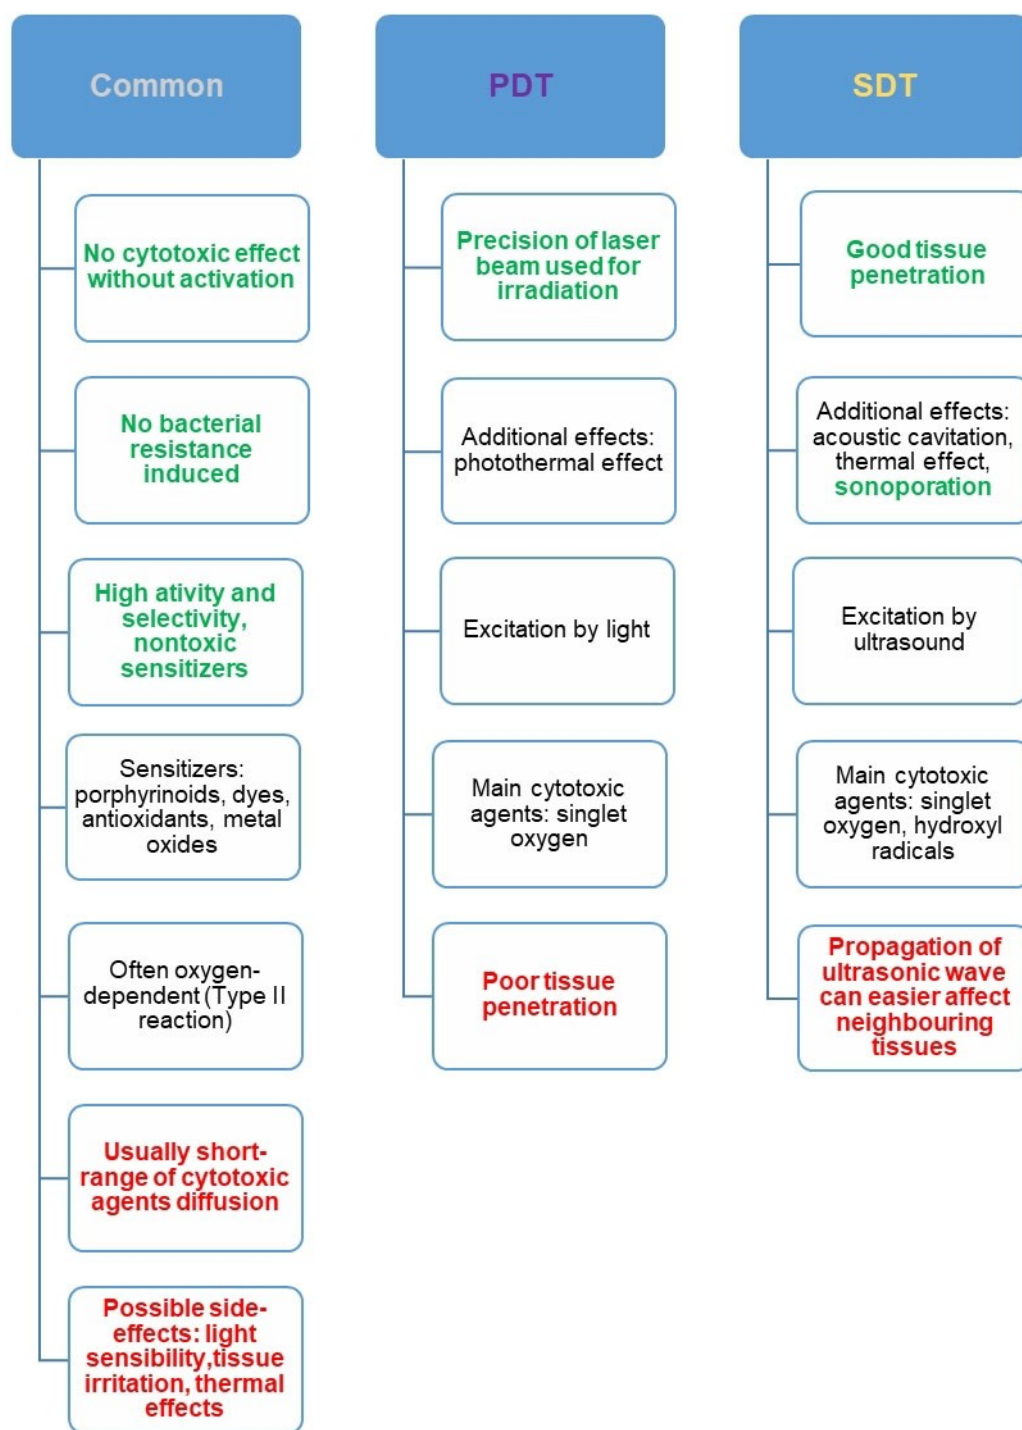 Common
No cytotoxic effect
without activation
No bacterial
resistance
induced
High ativity and
selectivity,
nontoxic
sensitizers
Sensitizers:
porphyrinoids, dyes,
antioxidants, metal
oxides
Often oxygen-
dependent (Type II
reaction)
Usually short-
range of cytotoxic
agents diffusion
Possible side-
effects: light
sensibility,tissue
irritation, thermal
effects
PDT
Precision of laser
beam used for
irradiation
Additional effects:
photothermal effect
Excitation by light
Main cytotoxic
agents: singlet
oxygen
Poor tissue
penetration
SDT
Good tissue
penetration
Additional effects:
acoustic cavitation,
thermal effect,
sonoporation
Excitation by
ultrasound
Main cytotoxic
agents: singlet
oxygen, hydroxyl
radicals
Propagation of
ultrasonic wave
can easier affect
neighbouring
tissues